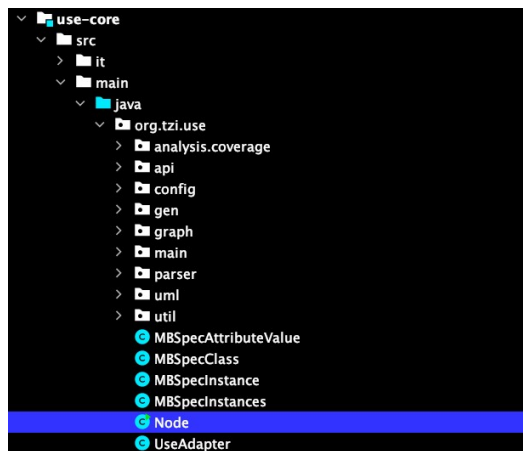 use-core
src
it
main
java
org.tzi.use
analysis.coverage
api
config
gen
graph
main
parser
uml
util
MBSpecAttributeValue
MBSpecClass
MBSpecInstance
MBSpecInstances
Node
UseAdapter